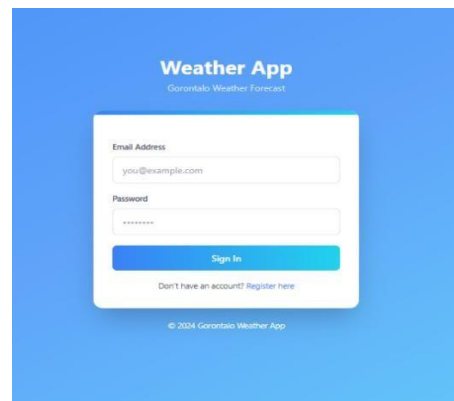 Weather App
Gorontalo Weather Forecast
Email Address
you@example.com
Password
••••••••
Sign In
Don't have an account? Register here
© 2024 Gorontalo Weather App